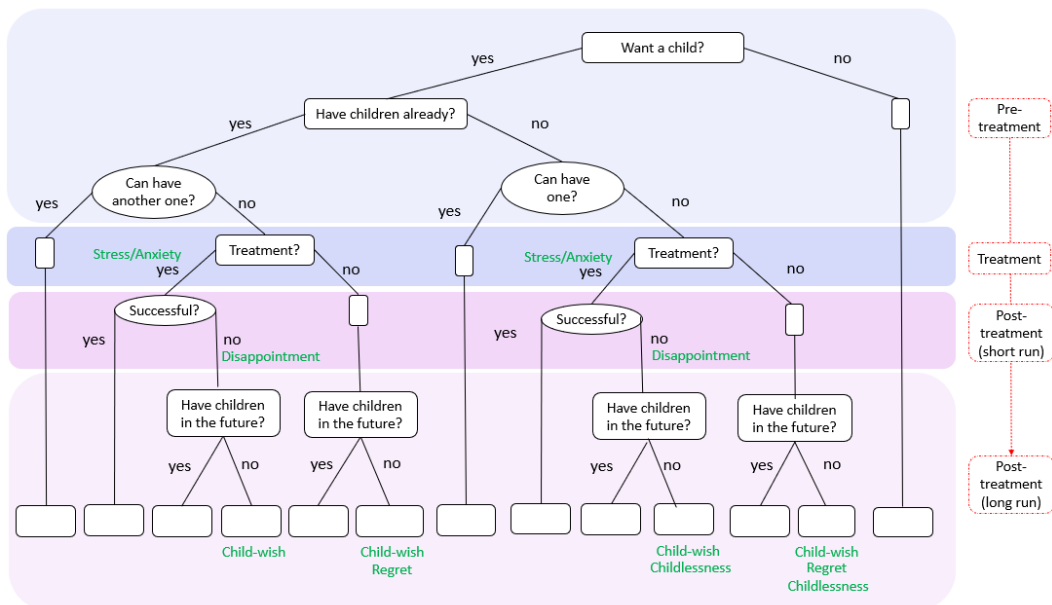 Want a child?
yes
no
Have children already?
Pre-
treatment
yes
no
Can have
another one?
Can have
one?
yes
no
yes
no
Stress/Anxiety
Treatment?
Stress/Anxiety
Treatment?
Treatment
yes
no
yes
no
Successful?
Successful?
Post-
treatment
(short run)
yes
no
yes
no
Disappointment
Disappointment
Have children
in the future?
Have children
in the future?
Have children
in the future?
Have children
in the future?
yes
no
yes
no
yes
no
yes
no
Post-
treatment
(long run)
Child-wish
Child-wish
Regret
Child-wish
Childlessness
Child-wish
Regret
Childlessness